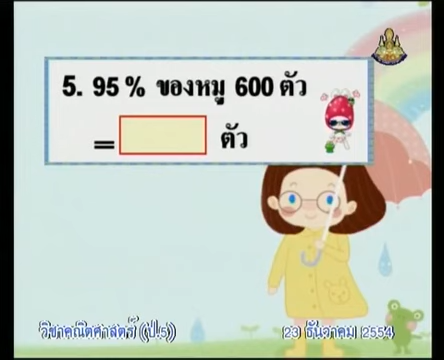 5. 95 % ของหมู 600 ตัว
= ตัว
วิชาคณิตศาสตร์ (ป.5)
23 ธันวาคม 2554